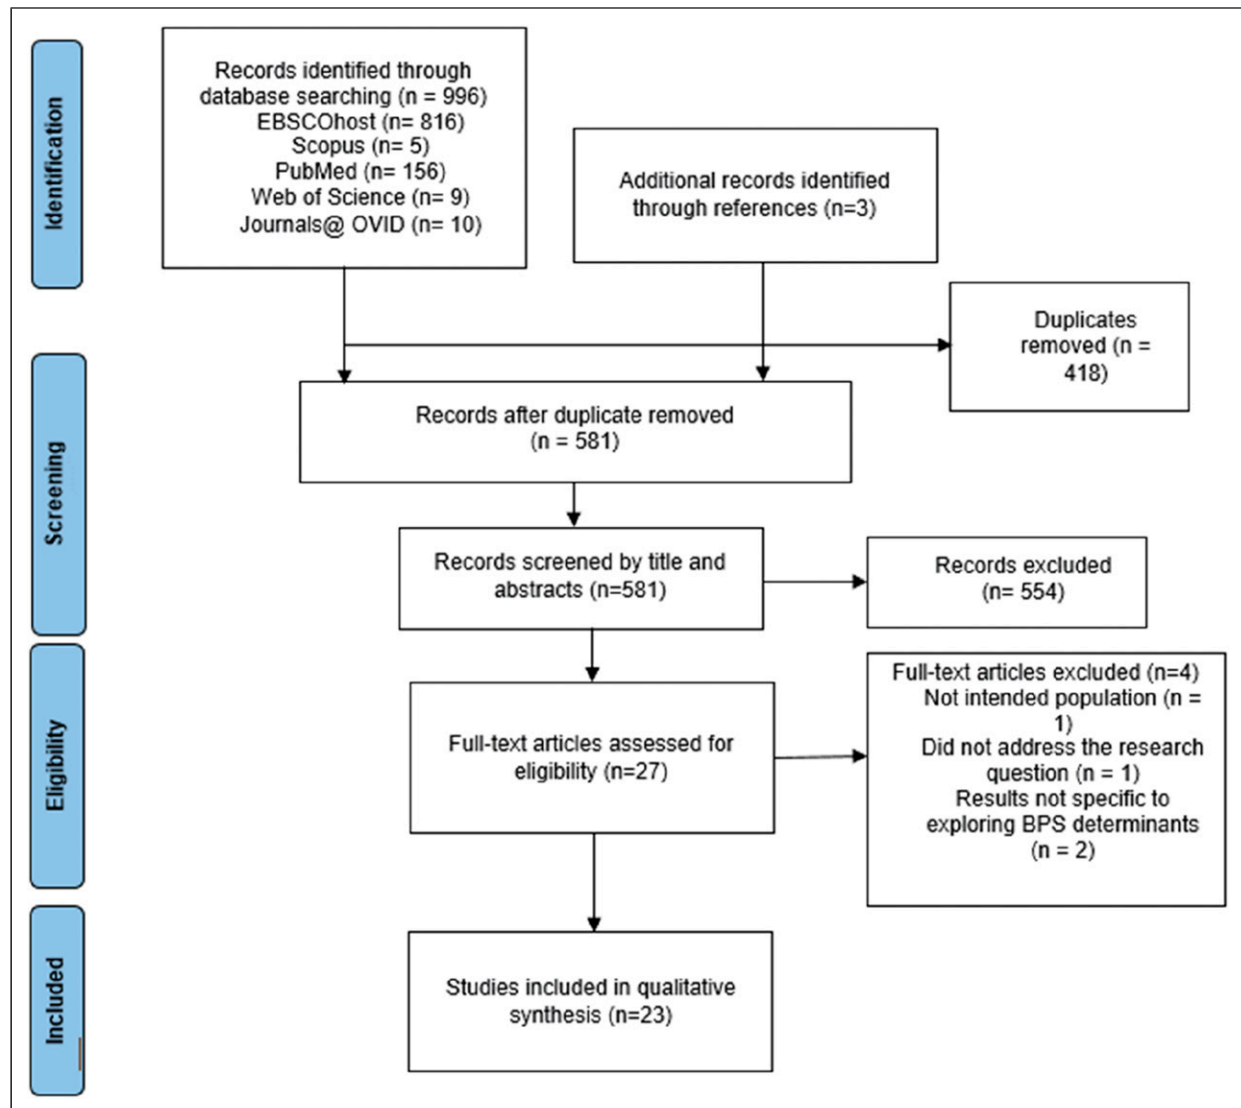 Identification
Records identified through
database searching (n = 996)
EBSCOhost (n= 816)
Scopus (n= 5)
PubMed (n= 156)
Web of Science (n= 9)
Journals@ OVID (n= 10)
Additional records identified
through references (n=3)
Duplicates
removed (n =
418)
Screening
Records after duplicate removed
(n = 581)
Records screened by title and
abstracts (n=581)
Records excluded
(n= 554)
Eligibility
Full-text articles assessed for
eligibility (n=27)
Full-text articles excluded (n=4)
Not intended population (n =
1)
Did not address the research
question (n = 1)
Results not specific to
exploring BPS determinants
(n = 2)
Included
Studies included in qualitative
synthesis (n=23)